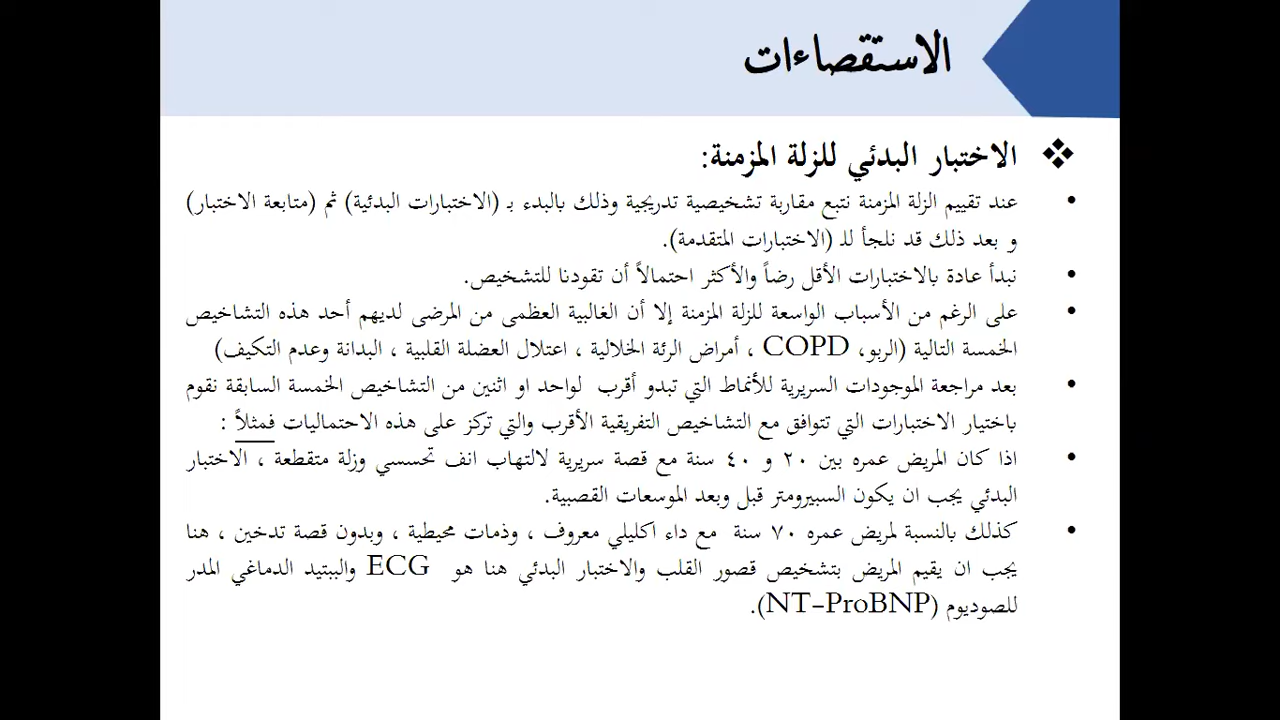 الاستقصاءات
❖ الاختبار البدئي للزلة المزمنة:
• عند تقييم الزلة المزمنة نتبع مقاربة تشخيصية تدريجية وذلك بالبدء بـ (الاختبارات البدئية) ثم (متابعة الاختبار)
و بعد ذلك قد نلجأ للـ (الاختبارات المتقدمة).
• نبدأ عادة بالاختبارات الأقل رضاً والأكثر احتمالاً أن تقودنا للتشخيص.
• على الرغم من الأسباب الواسعة للزلة المزمنة إلا أن الغالبية العظمى من المرضى لديهم أحد هذه التشاخيص
الخمسة التالية (الربو، COPD ، أمراض الرئة الخلالية ، اعتلال العضلة القلبية ، البدانة وعدم التكيف)
• بعد مراجعة الموجودات السريرية للأنماط التي تبدو أقرب لواحد او اثنين من التشاخيص الخمسة السابقة نقوم
باختيار الاختبارات التي تتوافق مع التشاخيص التفريقية الأقرب والتي تركز على هذه الاحتماليات فمثلاً :
• اذا كان المريض عمره بين ٢٠ و ٤٠ سنة مع قصة سريرية لالتهاب انف تحسسي وزلة متقطعة ، الاختبار
البدئي يجب ان يكون السبيرومتر قبل وبعد الموسعات القصبية.
• كذلك بالنسبة لمريض عمره ٧٠ سنة مع داء اكليلي معروف ، وذمات محيطية ، وبدون قصة تدخين ، هنا
يجب ان يقيم المريض بتشخيص قصور القلب والاختبار البدئي هنا هو ECG والببتيد الدماغي المدر
للصوديوم (NT-ProBNP).